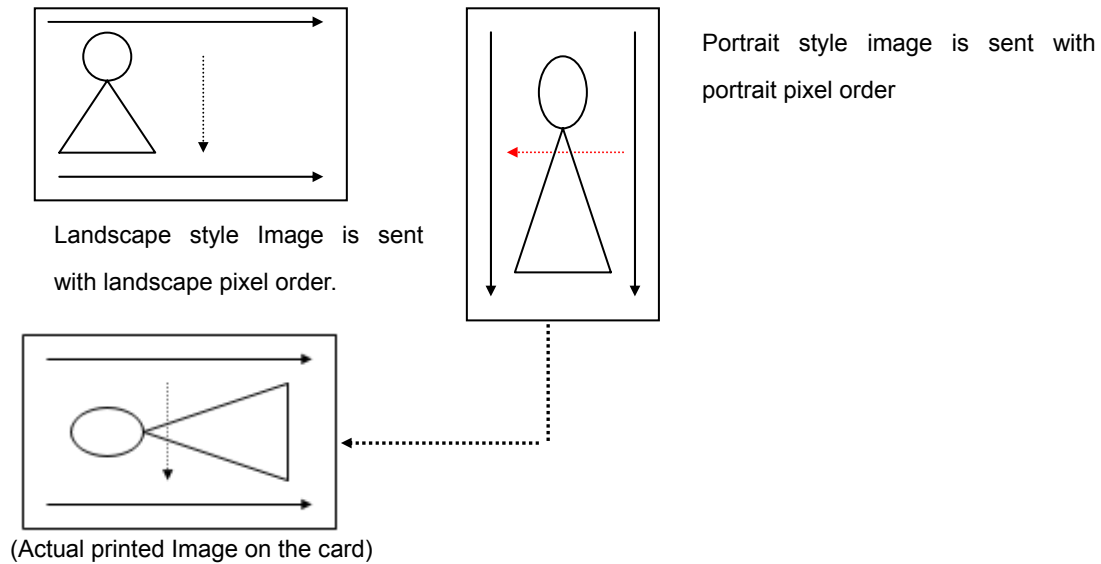 Portrait style image is sent with
portrait pixel order
Landscape style Image is sent
with landscape pixel order.
(Actual printed Image on the card)